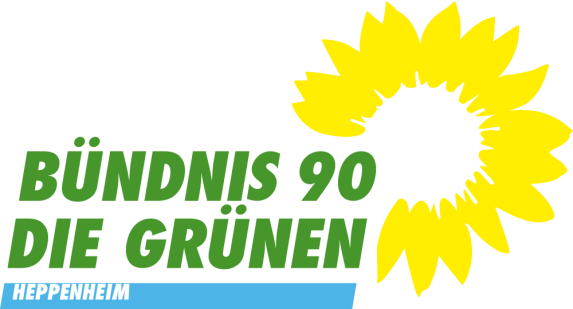 BÜNDNIS 90
DIE GRÜNEN
HEPPENHEIM